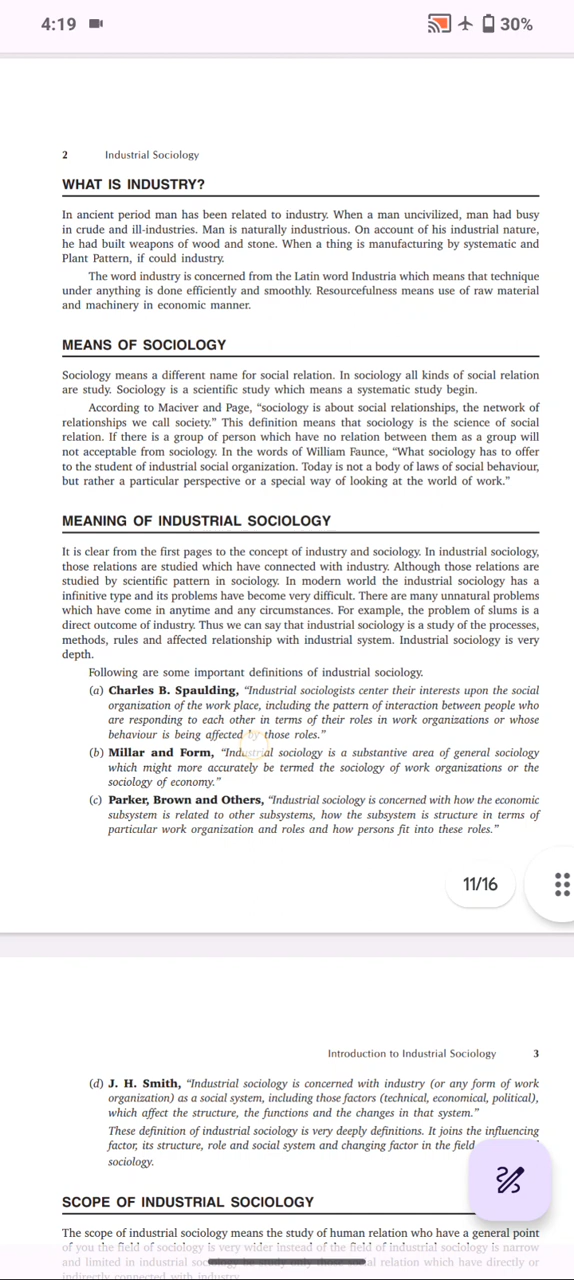 4:19 30%
2 Industrial Sociology
WHAT IS INDUSTRY?
In ancient period man has been related to industry. When a man uncivilized, man had busy
in crude and ill-industries. Man is naturally industrious. On account of his industrial nature,
he had built weapons of wood and stone. When a thing is manufacturing by systematic and
Plant Pattern, if could industry.
The word industry is concerned from the Latin word Industria which means that technique
under anything is done efficiently and smoothly. Resourcefulness means use of raw material
and machinery in economic manner.
MEANS OF SOCIOLOGY
Sociology means a different name for social relation. In sociology all kinds of social relation
are study. Sociology is a scientific study which means a systematic study begin.
According to Maciver and Page, “sociology is about social relationships, the network of
relationships we call society.” This definition means that sociology is the science of social
relation. If there is a group of person which have no relation between them as a group will
not acceptable from sociology. In the words of William Faunce, “What sociology has to offer
to the student of industrial social organization. Today is not a body of laws of social behaviour,
but rather a particular perspective or a special way of looking at the world of work.”
MEANING OF INDUSTRIAL SOCIOLOGY
It is clear from the first pages to the concept of industry and sociology. In industrial sociology,
those relations are studied which have connected with industry. Although those relations are
studied by scientific pattern in sociology. In modern world the industrial sociology has a
infinitive type and its problems have become very difficult. There are many unnatural problems
which have come in anytime and any circumstances. For example, the problem of slums is a
direct outcome of industry. Thus we can say that industrial sociology is a study of the processes,
methods, rules and affected relationship with industrial system. Industrial sociology is very
depth.
Following are some important definitions of industrial sociology.
(a) Charles B. Spaulding, “Industrial sociologists center their interests upon the social
organization of the work place, including the pattern of interaction between people who
are responding to each other in terms of their roles in work organizations or whose
behaviour is being affected by those roles.”
(b) Millar and Form, “Industrial sociology is a substantive area of general sociology
which might more accurately be termed the sociology of work organizations or the
sociology of economy.”
(c) Parker, Brown and Others, “Industrial sociology is concerned with how the economic
subsystem is related to other subsystems, how the subsystem is structure in terms of
particular work organization and roles and how persons fit into these roles.”
11/16
Introduction to Industrial Sociology 3
(d) J. H. Smith, “Industrial sociology is concerned with industry (or any form of work
organization) as a social system, including those factors (technical, economical, political),
which affect the structure, the functions and the changes in that system.”
These definition of industrial sociology is very deeply definitions. It joins the influencing
factor, its structure, role and social system and changing factor in the field
sociology.
SCOPE OF INDUSTRIAL SOCIOLOGY
The scope of industrial sociology means the study of human relation who have a general point
of you the field of sociology is very wider instead of the field of industrial sociology is narrow
and limited in industrial relation which have directly or
indirectly connected with industry.